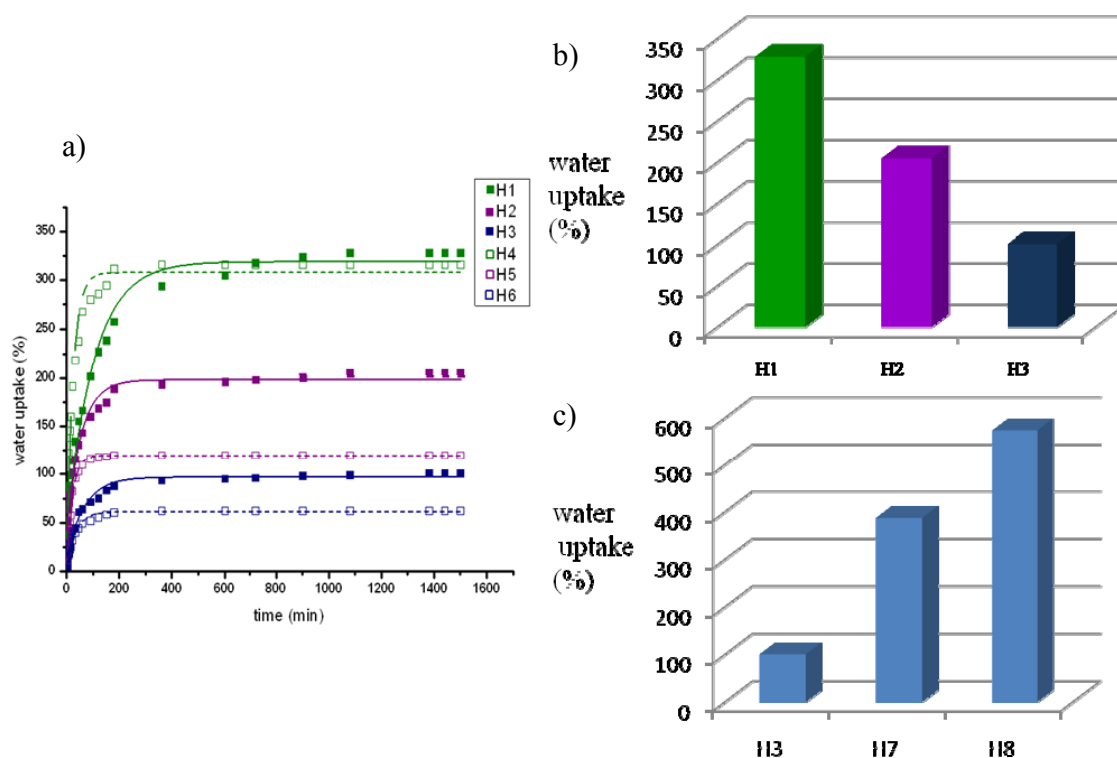 a)
water uptake (%)
350
300
250
200
150
100
50
0
0 200 400 600 800 1000 1200 1400 1600
time (min)
H1
H2
H3
H4
H5
H6
b)
water
uptake
(%)
350
300
250
200
150
100
50
0
H1 H2 H3
c)
water
uptake
(%)
600
500
400
300
200
100
0
H3 H7 H8